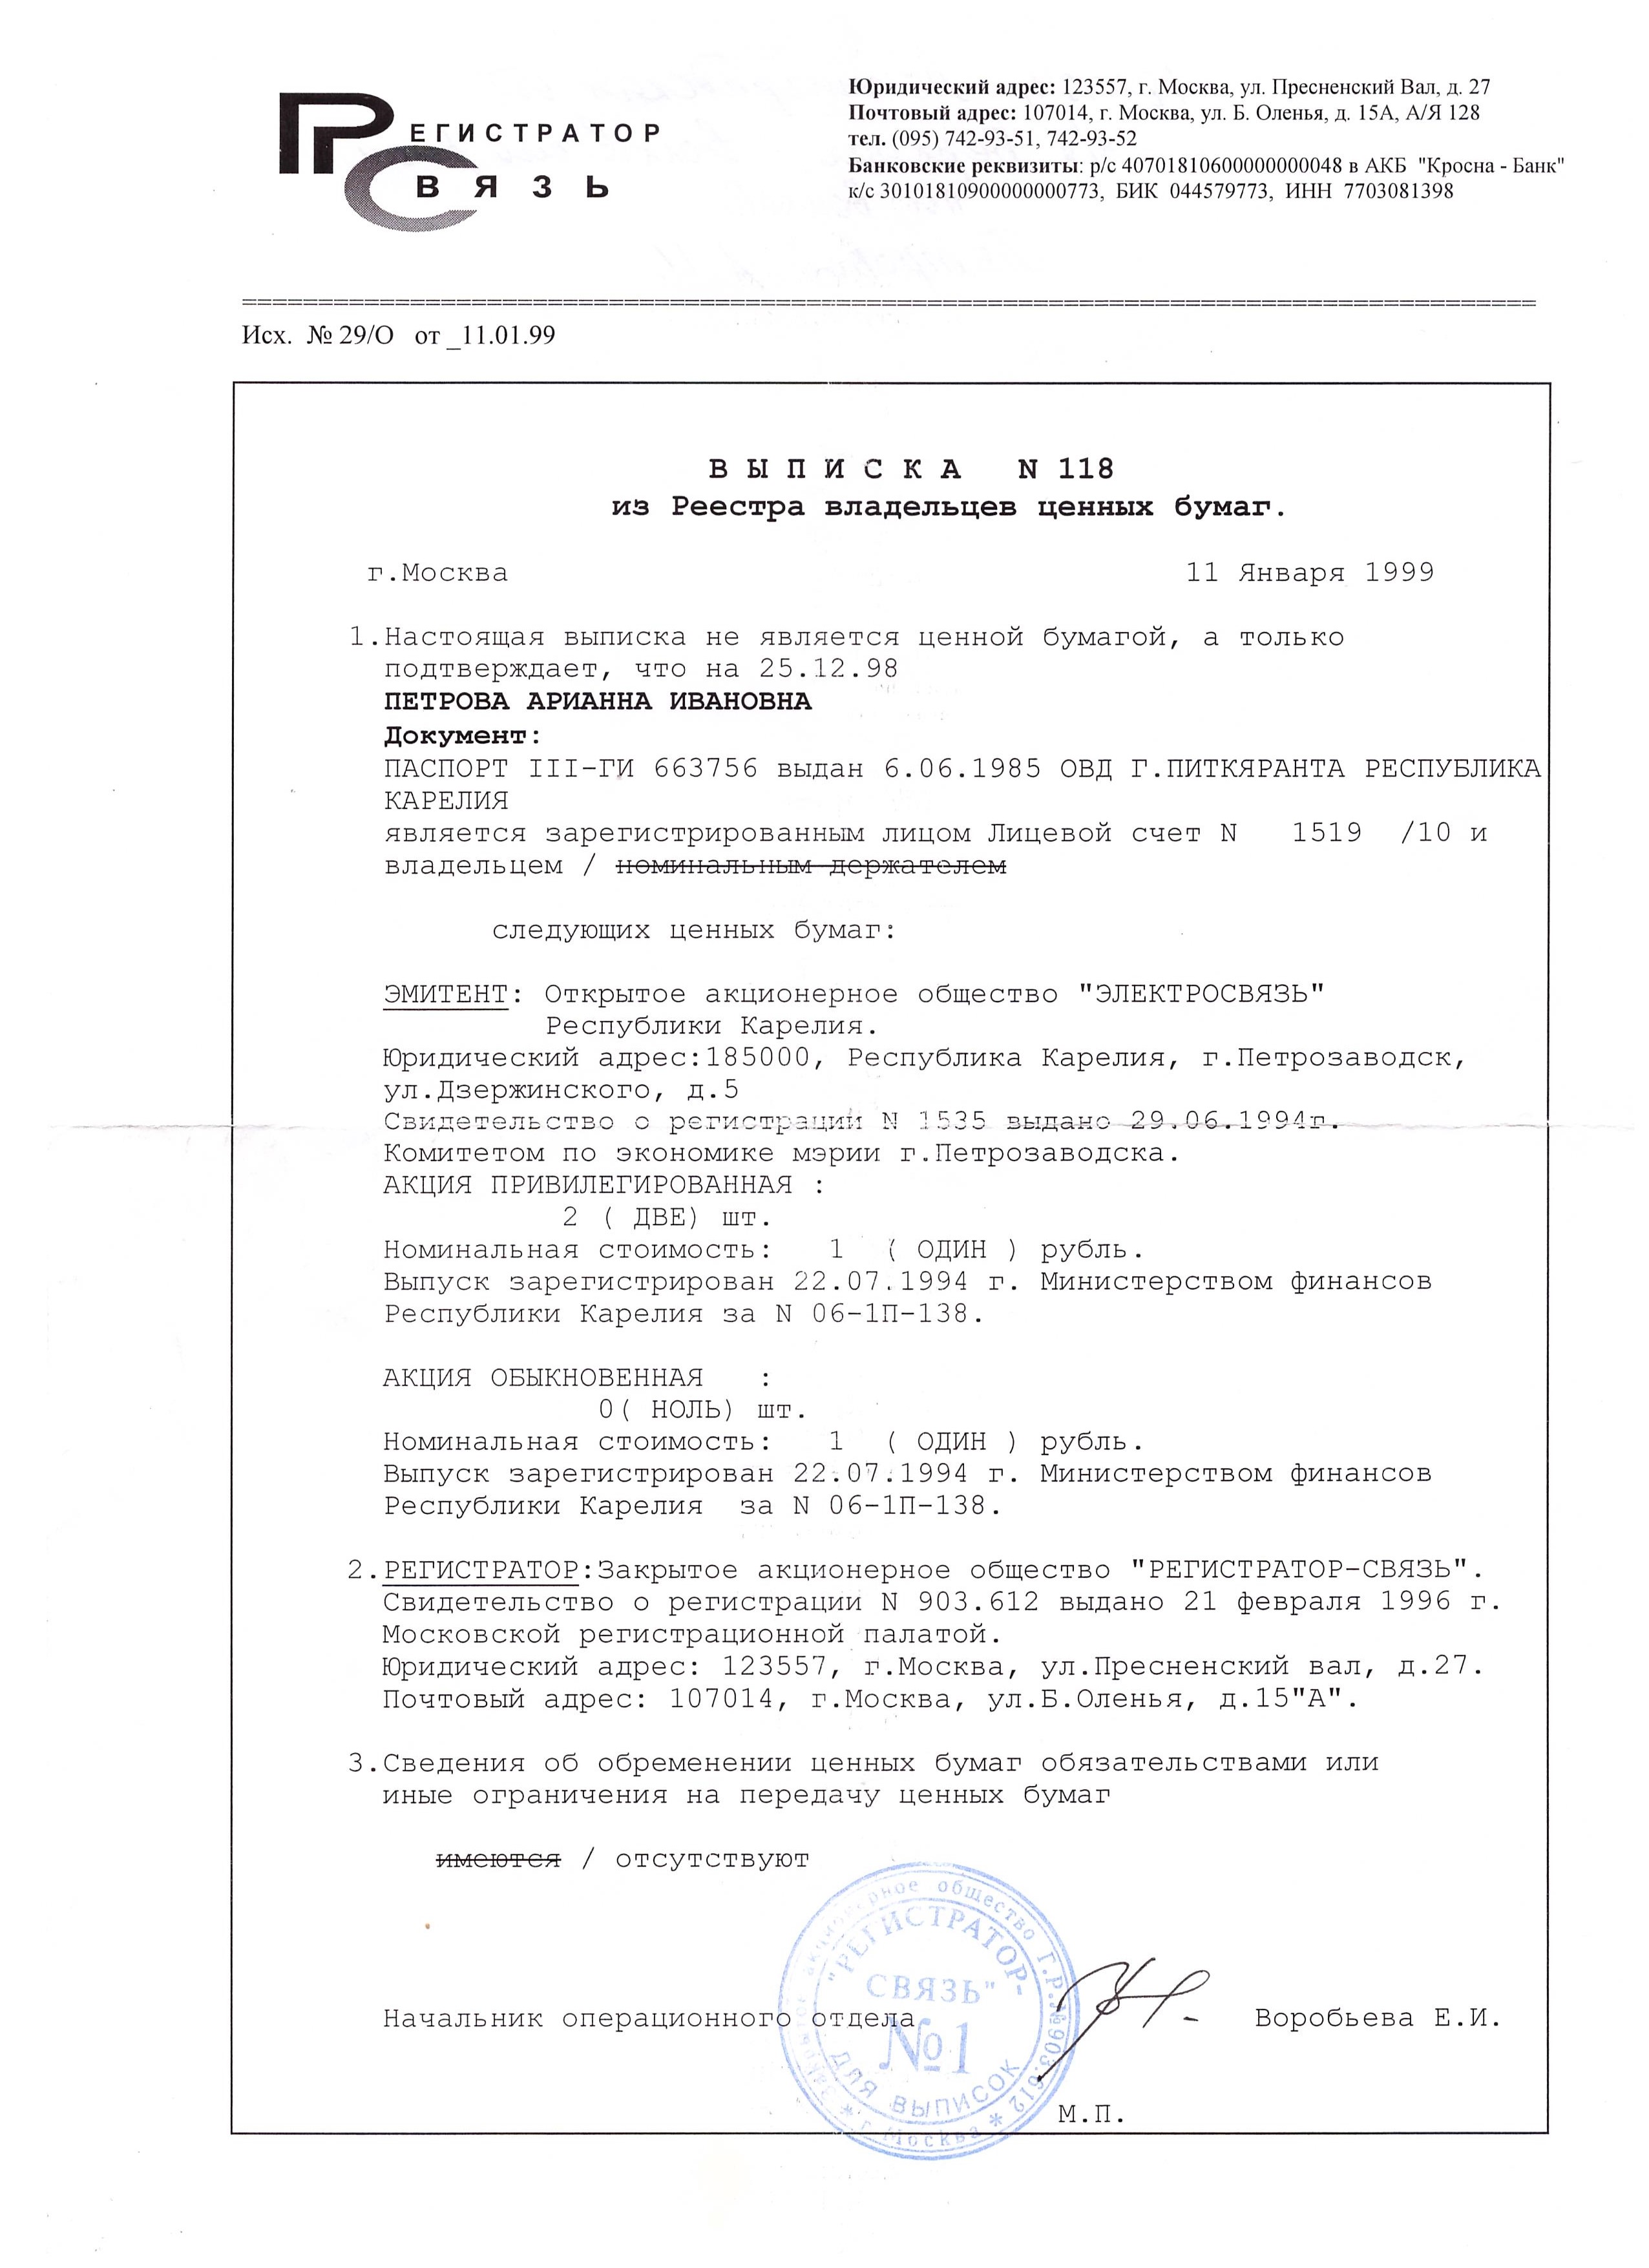 РЕГИСТРАТОР
СВЯЗЬ
Юридический адрес: 123557, г. Москва, ул. Пресненский Вал, д. 27
Почтовый адрес: 107014, г. Москва, ул. Б. Оленья, д. 15А, А/Я 128
тел. (095) 742-93-51, 742-93-52
Банковские реквизиты: р/с 40701810600000000048 в АКБ "Кросна - Банк"
к/с 30101810900000000773, БИК 044579773, ИНН 7703081398
Исх. № 29/О от _11.01.99
В Ы П И С К А N 118
из Реестра владельцев ценных бумаг.
г.Москва 11 Января 1999
1.Настоящая выписка не является ценной бумагой, а только
подтверждает, что на 25.12.98
ПЕТРОВА АРИАННА ИВАНОВНА
Документ:
ПАСПОРТ III-ГИ 663756 выдан 6.06.1985 ОВД Г.ПИТКЯРАНТА РЕСПУБЛИКА
КАРЕЛИЯ
является зарегистрированным лицом Лицевой счет N 1519 /10 и
владельцем / номинальным держателем
следующих ценных бумаг:
ЭМИТЕНТ: Открытое акционерное общество "ЭЛЕКТРОСВЯЗЬ"
Республики Карелия.
Юридический адрес:185000, Республика Карелия, г.Петрозаводск,
ул.Дзержинского, д.5
Свидетельство о регистрации N 1535 выдано 29.06.1994г.
Комитетом по экономике мэрии г.Петрозаводска.
АКЦИЯ ПРИВИЛЕГИРОВАННАЯ :
2 ( ДВЕ) шт.
Номинальная стоимость: 1 ( ОДИН ) рубль.
Выпуск зарегистрирован 22.07.1994 г. Министерством финансов
Республики Карелия за N 06-1П-138.
АКЦИЯ ОБЫКНОВЕННАЯ :
0( НОЛЬ) шт.
Номинальная стоимость: 1 ( ОДИН ) рубль.
Выпуск зарегистрирован 22.07.1994 г. Министерством финансов
Республики Карелия за N 06-1П-138.
2.РЕГИСТРАТОР:Закрытое акционерное общество "РЕГИСТРАТОР-СВЯЗЬ".
Свидетельство о регистрации N 903.612 выдано 21 февраля 1996 г.
Московской регистрационной палатой.
Юридический адрес: 123557, г.Москва, ул.Пресненский вал, д.27.
Почтовый адрес: 107014, г.Москва, ул.Б.Оленья, д.15"А".
3.Сведения об обременении ценных бумаг обязательствами или
иные ограничения на передачу ценных бумаг
имеются / отсутствуют
акционерное общество Г.Р.№903.612
"РЕГИСТРАТОР-
СВЯЗЬ"
№1
ДЛЯ ВЫПИСОК
* г Москва *
Начальник операционного отдела Воробьева Е.И.
М.П.